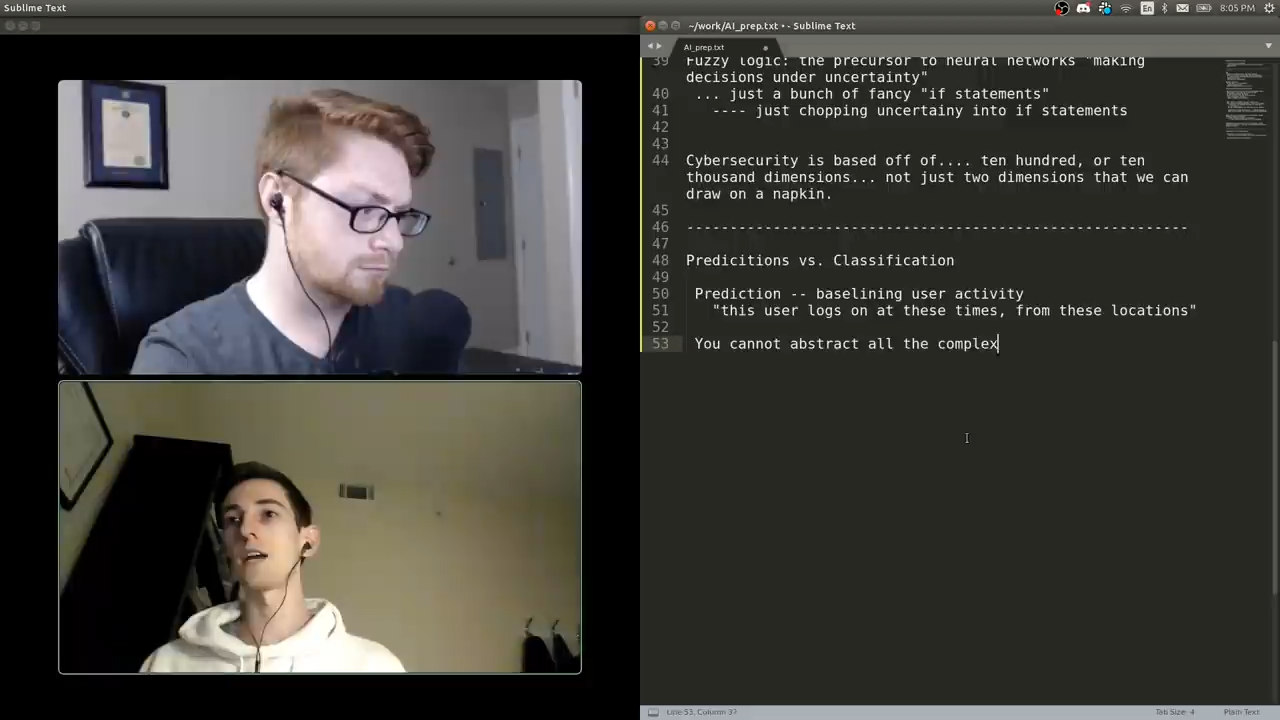 Sublime Text
En
8:05 PM
~/work/AI_prep.txt • - Sublime Text
AI_prep.txt
39 Fuzzy logic: the precursor to neural networks "making
decisions under uncertainty"
40 ... just a bunch of fancy "if statements"
41 ---- just chopping uncertainy into if statements
42
43
44 Cybersecurity is based off of.... ten hundred, or ten
thousand dimensions... not just two dimensions that we can
draw on a napkin.
45
46 ----------------------------------------------------------
47
48 Predicitions vs. Classification
49
50 Prediction -- baselining user activity
51 "this user logs on at these times, from these locations"
52
53 You cannot abstract all the complex
Line 53, Column 37
Tab Size: 4
Plain Text